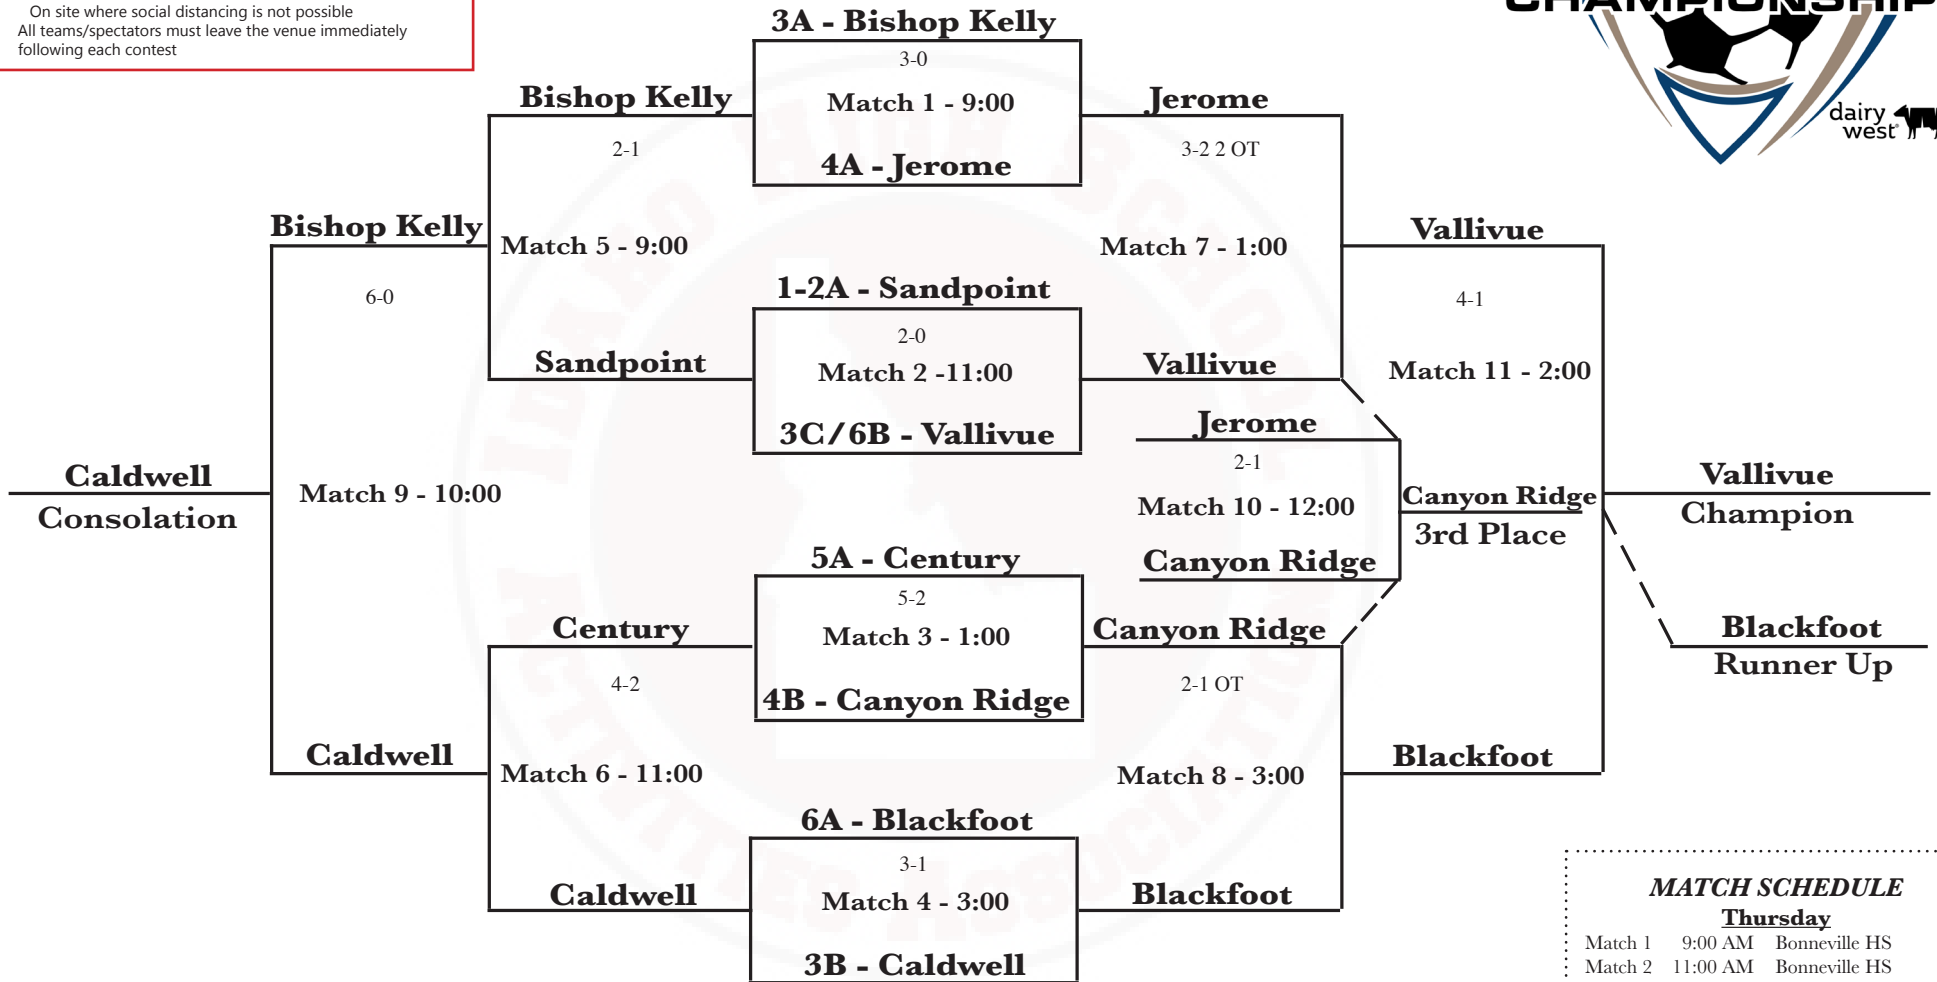 On site where social distancing is not possible
All teams/spectators must leave the venue immediately
following each contest
CHAMPIONSHIP
dairy
west
3A - Bishop Kelly
3-0
Match 1 - 9:00
4A - Jerome
Bishop Kelly
2-1
Match 5 - 9:00
Sandpoint
Jerome
3-2 2 OT
Match 7 - 1:00
Vallivue
1-2A - Sandpoint
2-0
Match 2 -11:00
3C/6B - Vallivue
Bishop Kelly
6-0
Match 9 - 10:00
Caldwell
Caldwell
Consolation
Vallivue
4-1
Match 11 - 2:00
Blackfoot
Jerome
2-1
Match 10 - 12:00
Canyon Ridge
Canyon Ridge
3rd Place
Vallivue
Champion
Blackfoot
Runner Up
5A - Century
5-2
Match 3 - 1:00
4B - Canyon Ridge
Century
4-2
Match 6 - 11:00
Caldwell
Canyon Ridge
2-1 OT
Match 8 - 3:00
Blackfoot
6A - Blackfoot
3-1
Match 4 - 3:00
3B - Caldwell
IDAHO HIGH SCHOOL
ACTIVITIES ASSOCIATION
MATCH SCHEDULE
Thursday
Match 1 9:00 AM Bonneville HS
Match 2 11:00 AM Bonneville HS